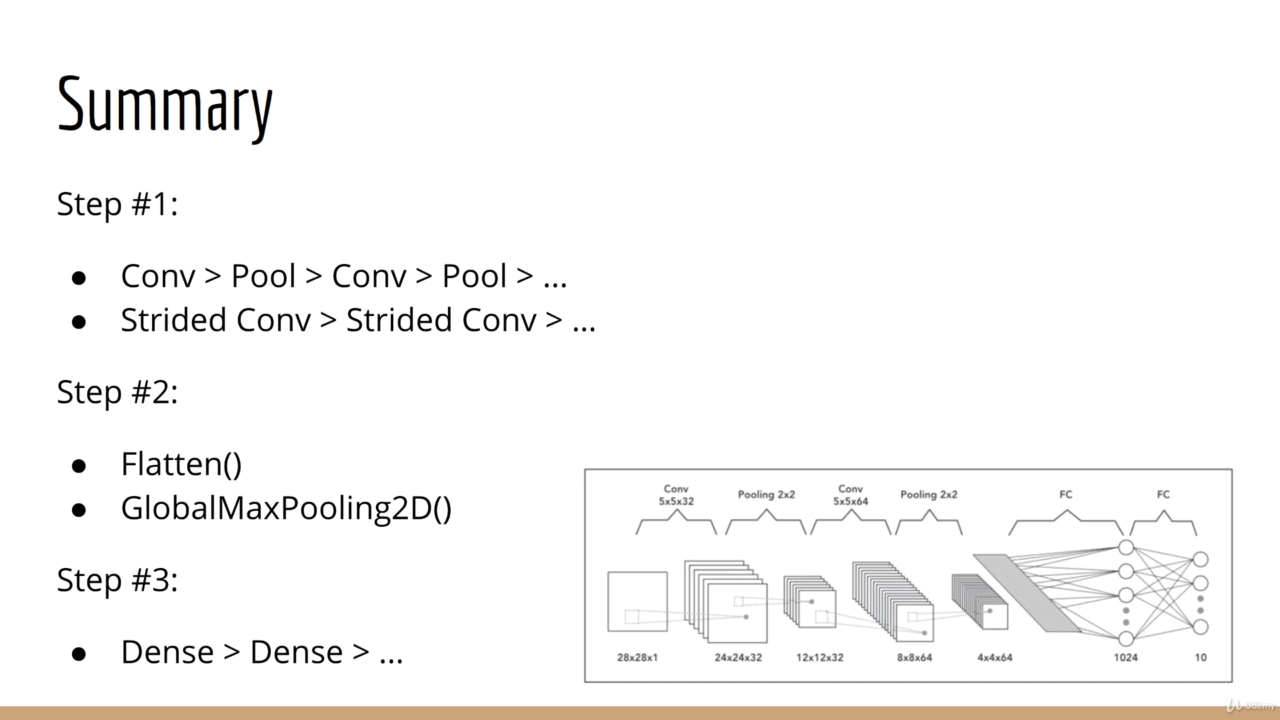 Summary
Step #1:
● Conv > Pool > Conv > Pool > ...
● Strided Conv > Strided Conv > ...
Step #2:
● Flatten()
● GlobalMaxPooling2D()
Step #3:
● Dense > Dense > ...
Conv
5x5x32
Pooling 2x2
Conv
5x5x64
Pooling 2x2
FC
FC
28x28x1
24x24x32
12x12x32
8x8x64
4x4x64
1024
10
Udemy